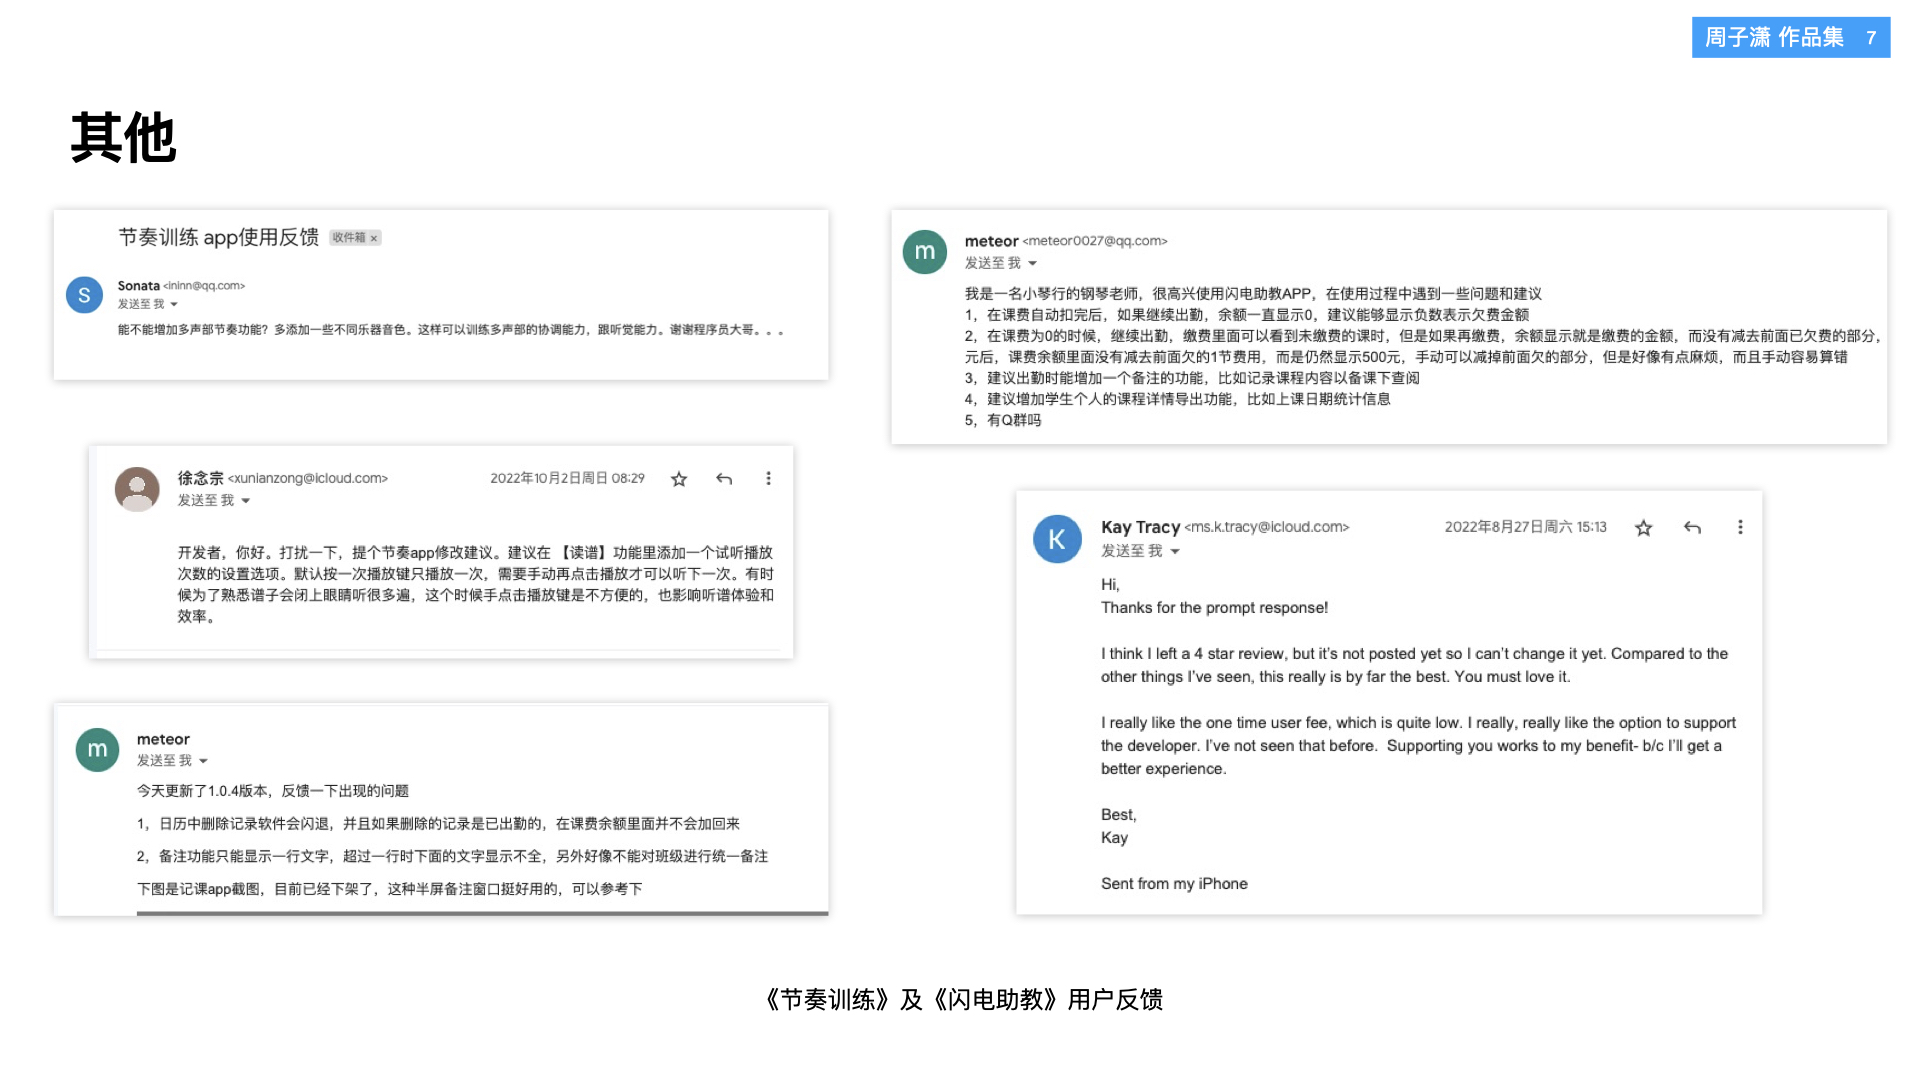 周子潇 作品集 7
其他
节奏训练 app使用反馈 收件箱 ×
S
Sonata <ininn@qq.com>
发送至 我
能不能增加多声部节奏功能？多添加一些不同乐器音色。这样可以训练多声部的协调能力，跟听觉能力。谢谢程序员大哥。。。
徐念宗 <xunianzong@icloud.com> 2022年10月2日周日 08:29
发送至 我
开发者，你好。打扰一下，提个节奏app修改建议。建议在 【读谱】功能里添加一个试听播放
次数的设置选项。默认按一次播放键只播放一次，需要手动再点击播放才可以听下一次。有时
候为了熟悉谱子会闭上眼睛听很多遍，这个时候手点击播放键是不方便的，也影响听谱体验和
效率。
m
meteor
发送至 我
今天更新了1.0.4版本，反馈一下出现的问题
1，日历中删除记录软件会闪退，并且如果删除的记录是已出勤的，在课费余额里面并不会加回来
2，备注功能只能显示一行文字，超过一行时下面的文字显示不全，另外好像不能对班级进行统一备注
下图是记课app截图，目前已经下架了，这种半屏备注窗口挺好用的，可以参考下
m
meteor <meteor0027@qq.com>
发送至 我
我是一名小琴行的钢琴老师，很高兴使用闪电助教APP，在使用过程中遇到一些问题和建议
1，在课费自动扣完后，如果继续出勤，余额一直显示0，建议能够显示负数表示欠费金额
2，在课费为0的时候，继续出勤，缴费里面可以看到未缴费的课时，但是如果再缴费，余额显示就是缴费的金额，而没有减去前面已欠费的部分，
元后，课费余额里面没有减去前面欠的1节费用，而是仍然显示500元，手动可以减掉前面欠的部分，但是好像有点麻烦，而且手动容易算错
3，建议出勤时能增加一个备注的功能，比如记录课程内容以备课下查阅
4，建议增加学生个人的课程详情导出功能，比如上课日期统计信息
5，有Q群吗
K
Kay Tracy <ms.k.tracy@icloud.com> 2022年8月27日周六 15:13
发送至 我
Hi,
Thanks for the prompt response!
I think I left a 4 star review, but it's not posted yet so I can't change it yet. Compared to the
other things I've seen, this really is by far the best. You must love it.
I really like the one time user fee, which is quite low. I really, really like the option to support
the developer. I've not seen that before.  Supporting you works to my benefit- b/c I'll get a
better experience.
Best,
Kay
Sent from my iPhone
《节奏训练》及《闪电助教》用户反馈